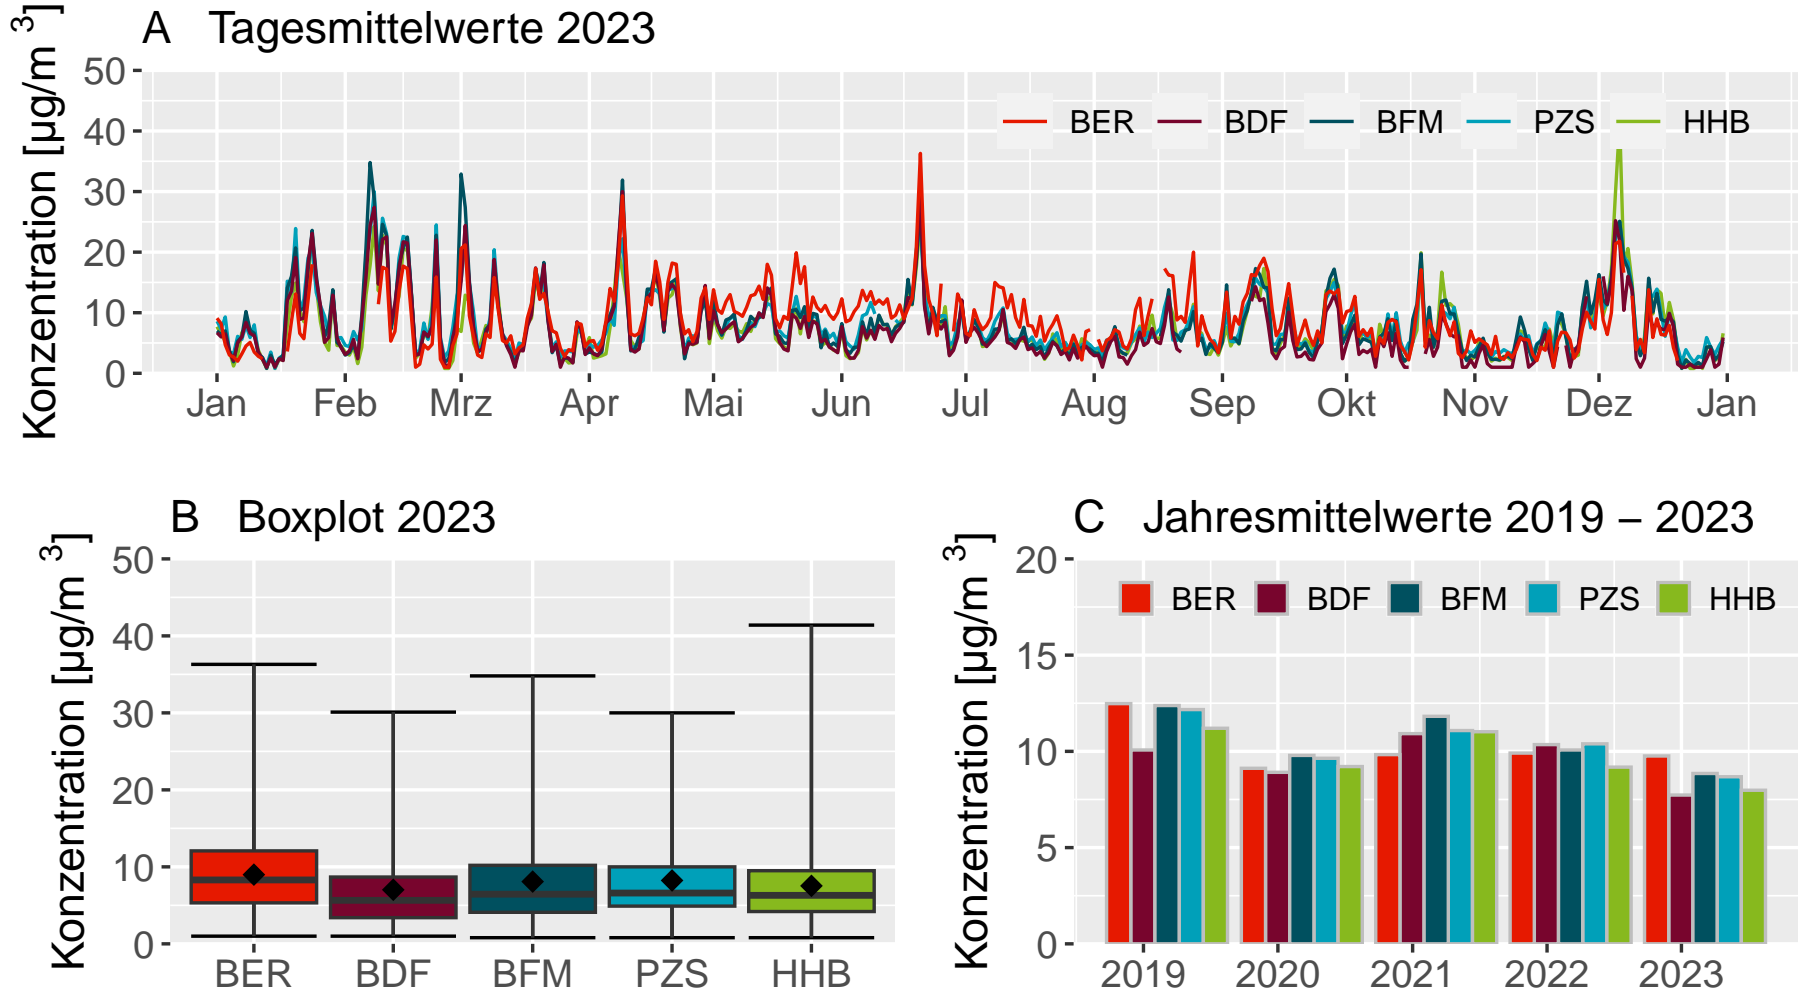 A Tagesmittelwerte 2023
Konzentration [µg/m ³]
50
40
30
20
10
0
BER BDF BFM PZS HHB
Jan Feb Mrz Apr Mai Jun Jul Aug Sep Okt Nov Dez Jan
B Boxplot 2023
Konzentration [µg/m ³]
50
40
30
20
10
0
BER BDF BFM PZS HHB
C Jahresmittelwerte 2019 – 2023
Konzentration [µg/m ³]
20
15
10
5
0
BER BDF BFM PZS HHB
2019 2020 2021 2022 2023